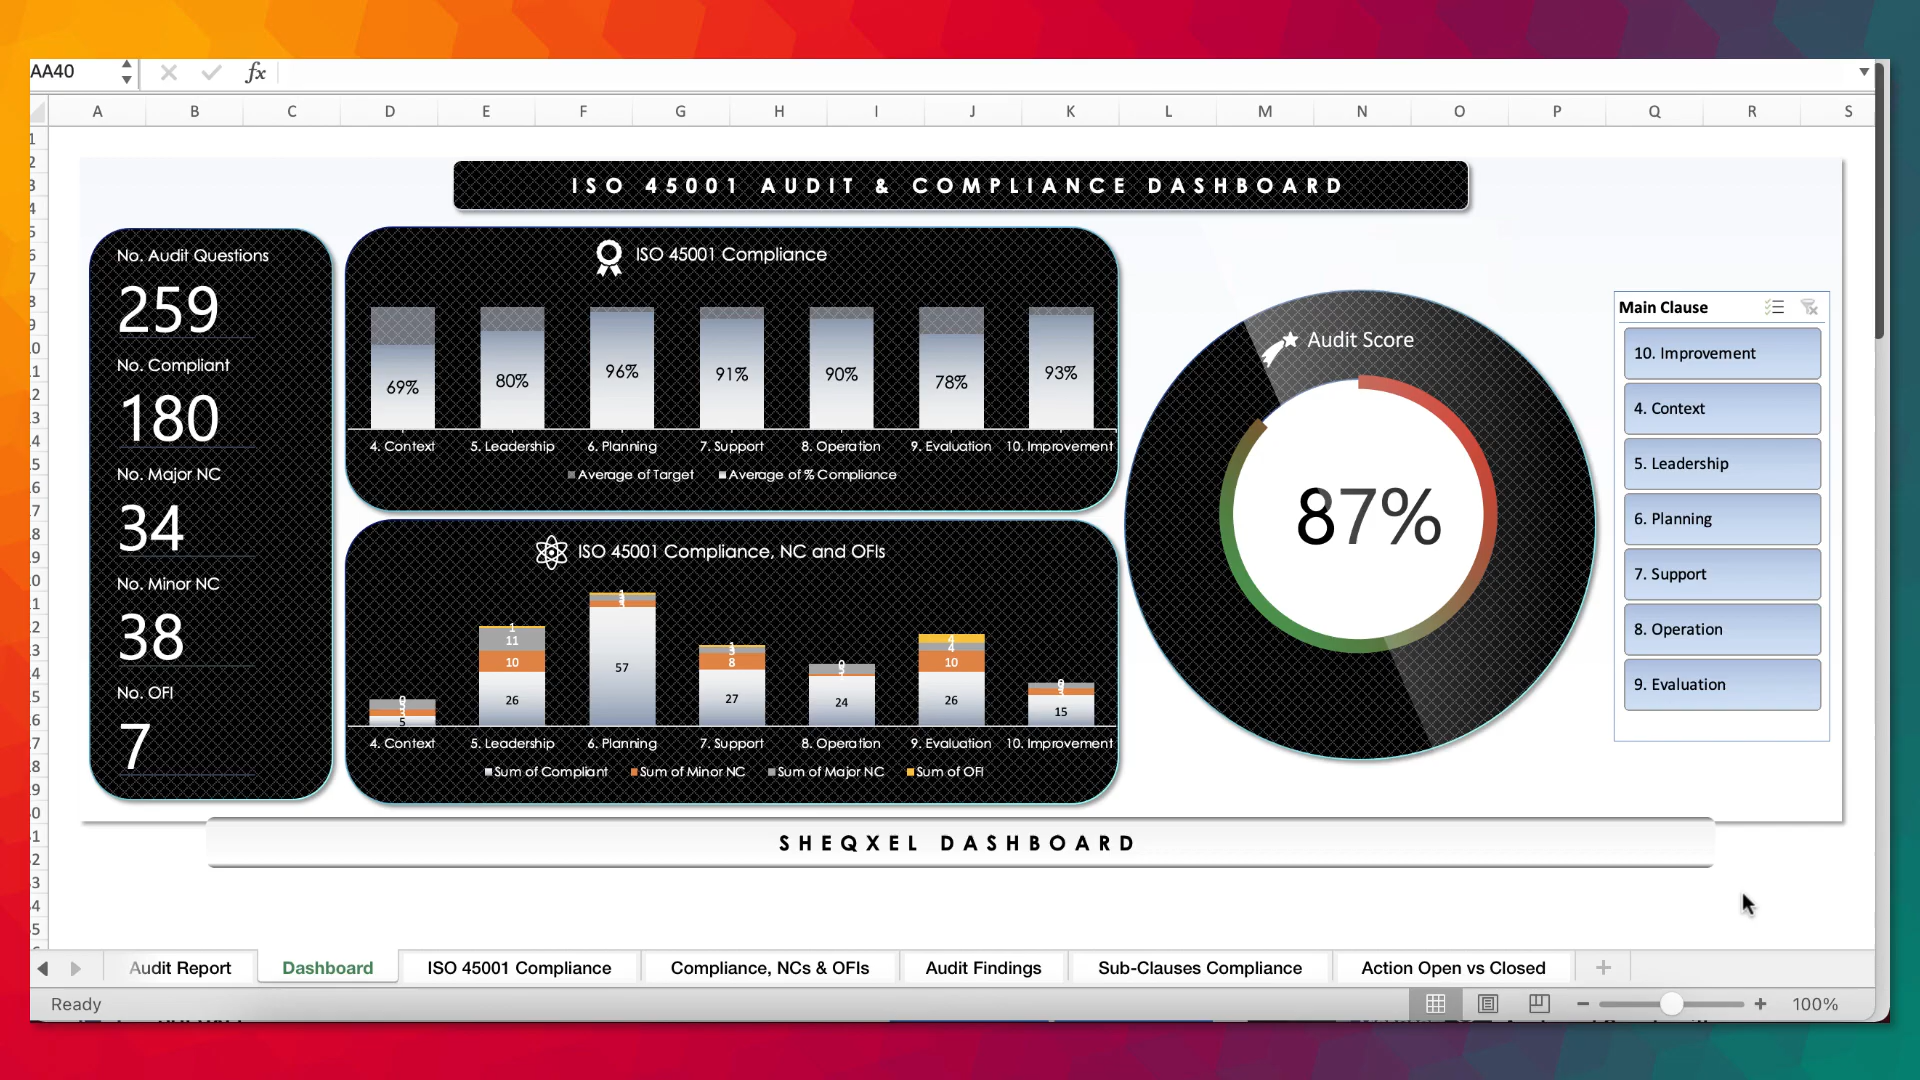 AA40
fx
A B C D E F G H I J K L M N O P Q R S
ISO 45001 AUDIT & COMPLIANCE DASHBOARD
No. Audit Questions
259
No. Compliant
180
No. Major NC
34
No. Minor NC
38
No. OFI
7
ISO 45001 Compliance
69% 80% 96% 91% 90% 78% 93%
4. Context 5. Leadership 6. Planning 7. Support 8. Operation 9. Evaluation 10. Improvement
Average of Target Average of % Compliance
ISO 45001 Compliance, NC and OFIs
1
11
10
26
57
8
27
24
4
4
10
26
15
5
4. Context 5. Leadership 6. Planning 7. Support 8. Operation 9. Evaluation 10. Improvement
Sum of Compliant Sum of Minor NC Sum of Major NC Sum of OFI
Audit Score
87%
Main Clause
10. Improvement
4. Context
5. Leadership
6. Planning
7. Support
8. Operation
9. Evaluation
SHEQXEL DASHBOARD
Audit Report Dashboard ISO 45001 Compliance Compliance, NCs & OFIs Audit Findings Sub-Clauses Compliance Action Open vs Closed
Ready
100%